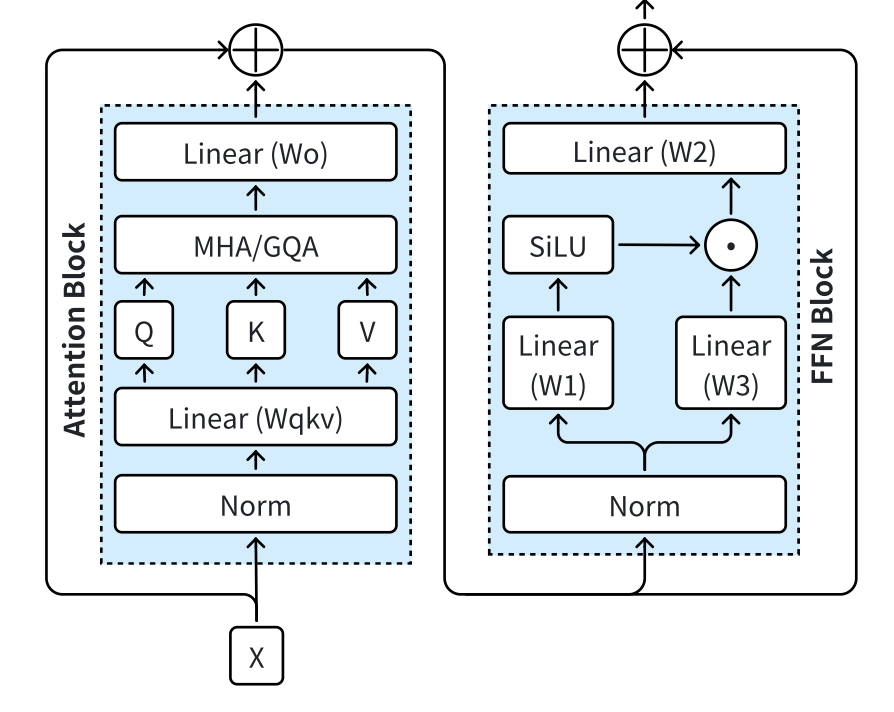 Attention Block
Linear (Wo)
MHA/GQA
Q
K
V
Linear (Wqkv)
Norm
X
Linear (W2)
SiLU
Linear
(W1)
Linear
(W3)
Norm
FFN Block